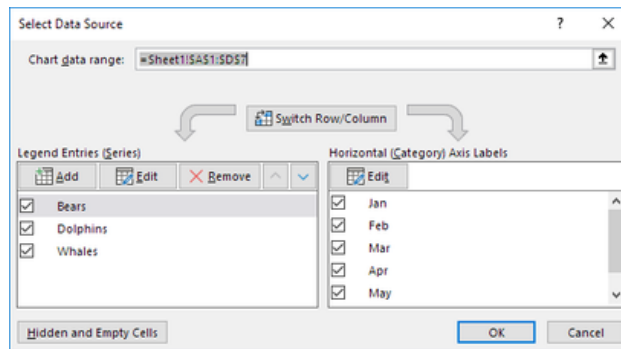 Select Data Source
Chart data range: =Sheet1!$A$1:$D$7
Switch Row/Column
Legend Entries (Series)
Add Edit Remove
Bears
Dolphins
Whales
Horizontal (Category) Axis Labels
Edit
Jan
Feb
Mar
Apr
May
Hidden and Empty Cells
OK Cancel